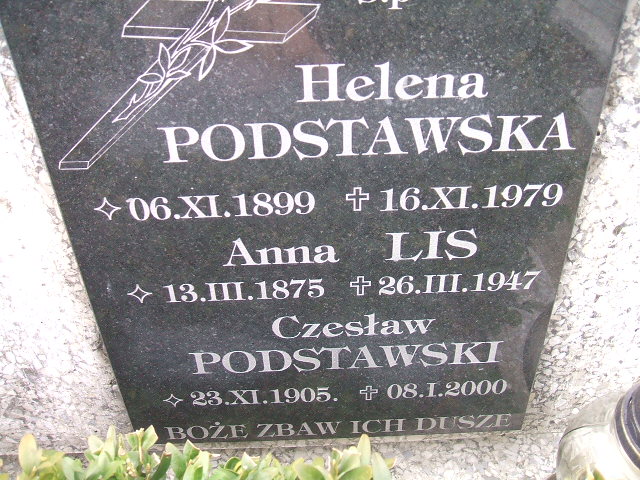 Ś.p
Helena
PODSTAWSKA
06.XI.1899 16.XI.1979
Anna LIS
13.III.1875 26.III.1947
Czesław
PODSTAWSKI
23.XI.1905. 08.I.2000
BOŻE ZBAW ICH DUSZE